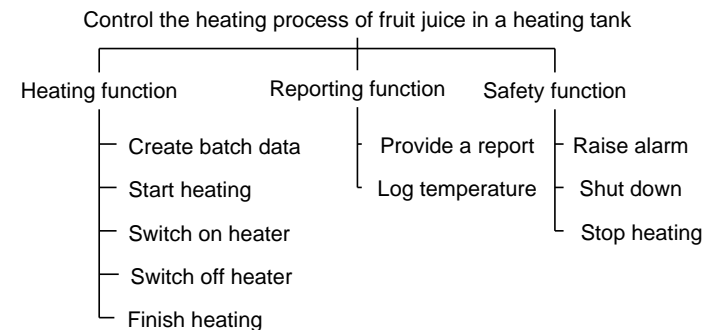 Control the heating process of fruit juice in a heating tank
Heating function
Create batch data
Start heating
Switch on heater
Switch off heater
Finish heating
Reporting function
Provide a report
Log temperature
Safety function
Raise alarm
Shut down
Stop heating